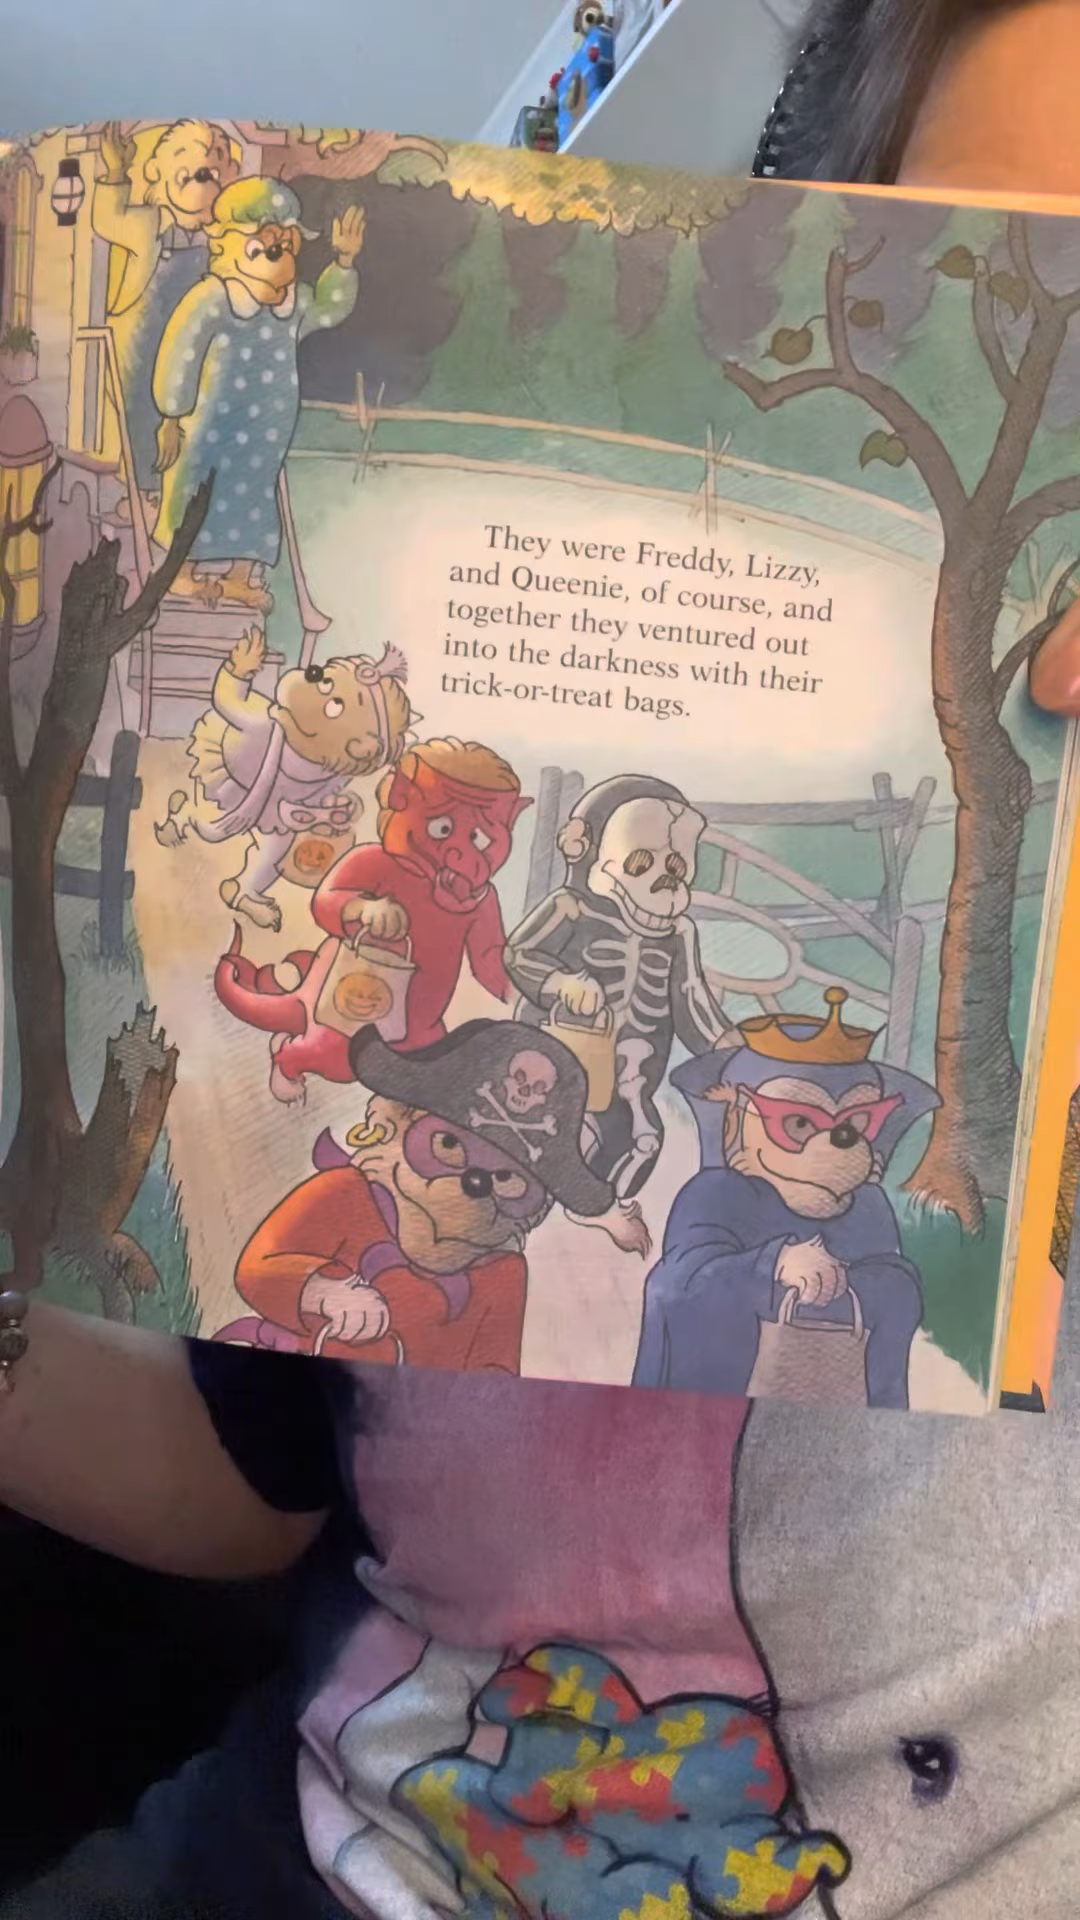 They were Freddy, Lizzy,
and Queenie, of course, and
together they ventured out
into the darkness with their
trick-or-treat bags.